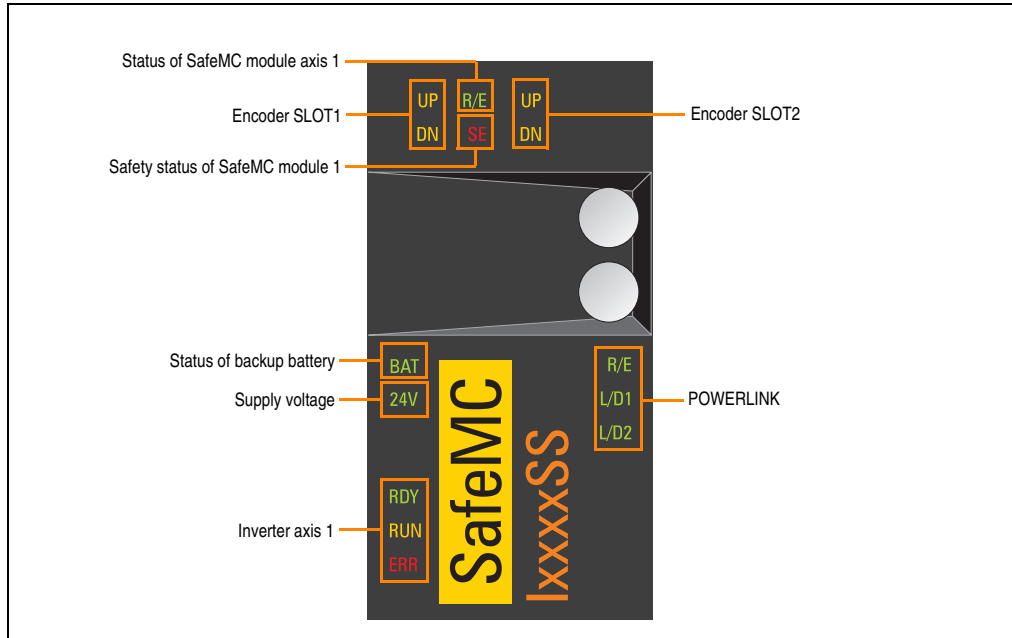 Status of SafeMC module axis 1
UP R/E UP
Encoder SLOT1
Encoder SLOT2
DN SE DN
Safety status of SafeMC module 1
Status of backup battery
BAT
R/E
Supply voltage
24V
L/D1
POWERLINK
L/D2
SafeMC
IxxxxSS
RDY
Inverter axis 1
RUN
ERR